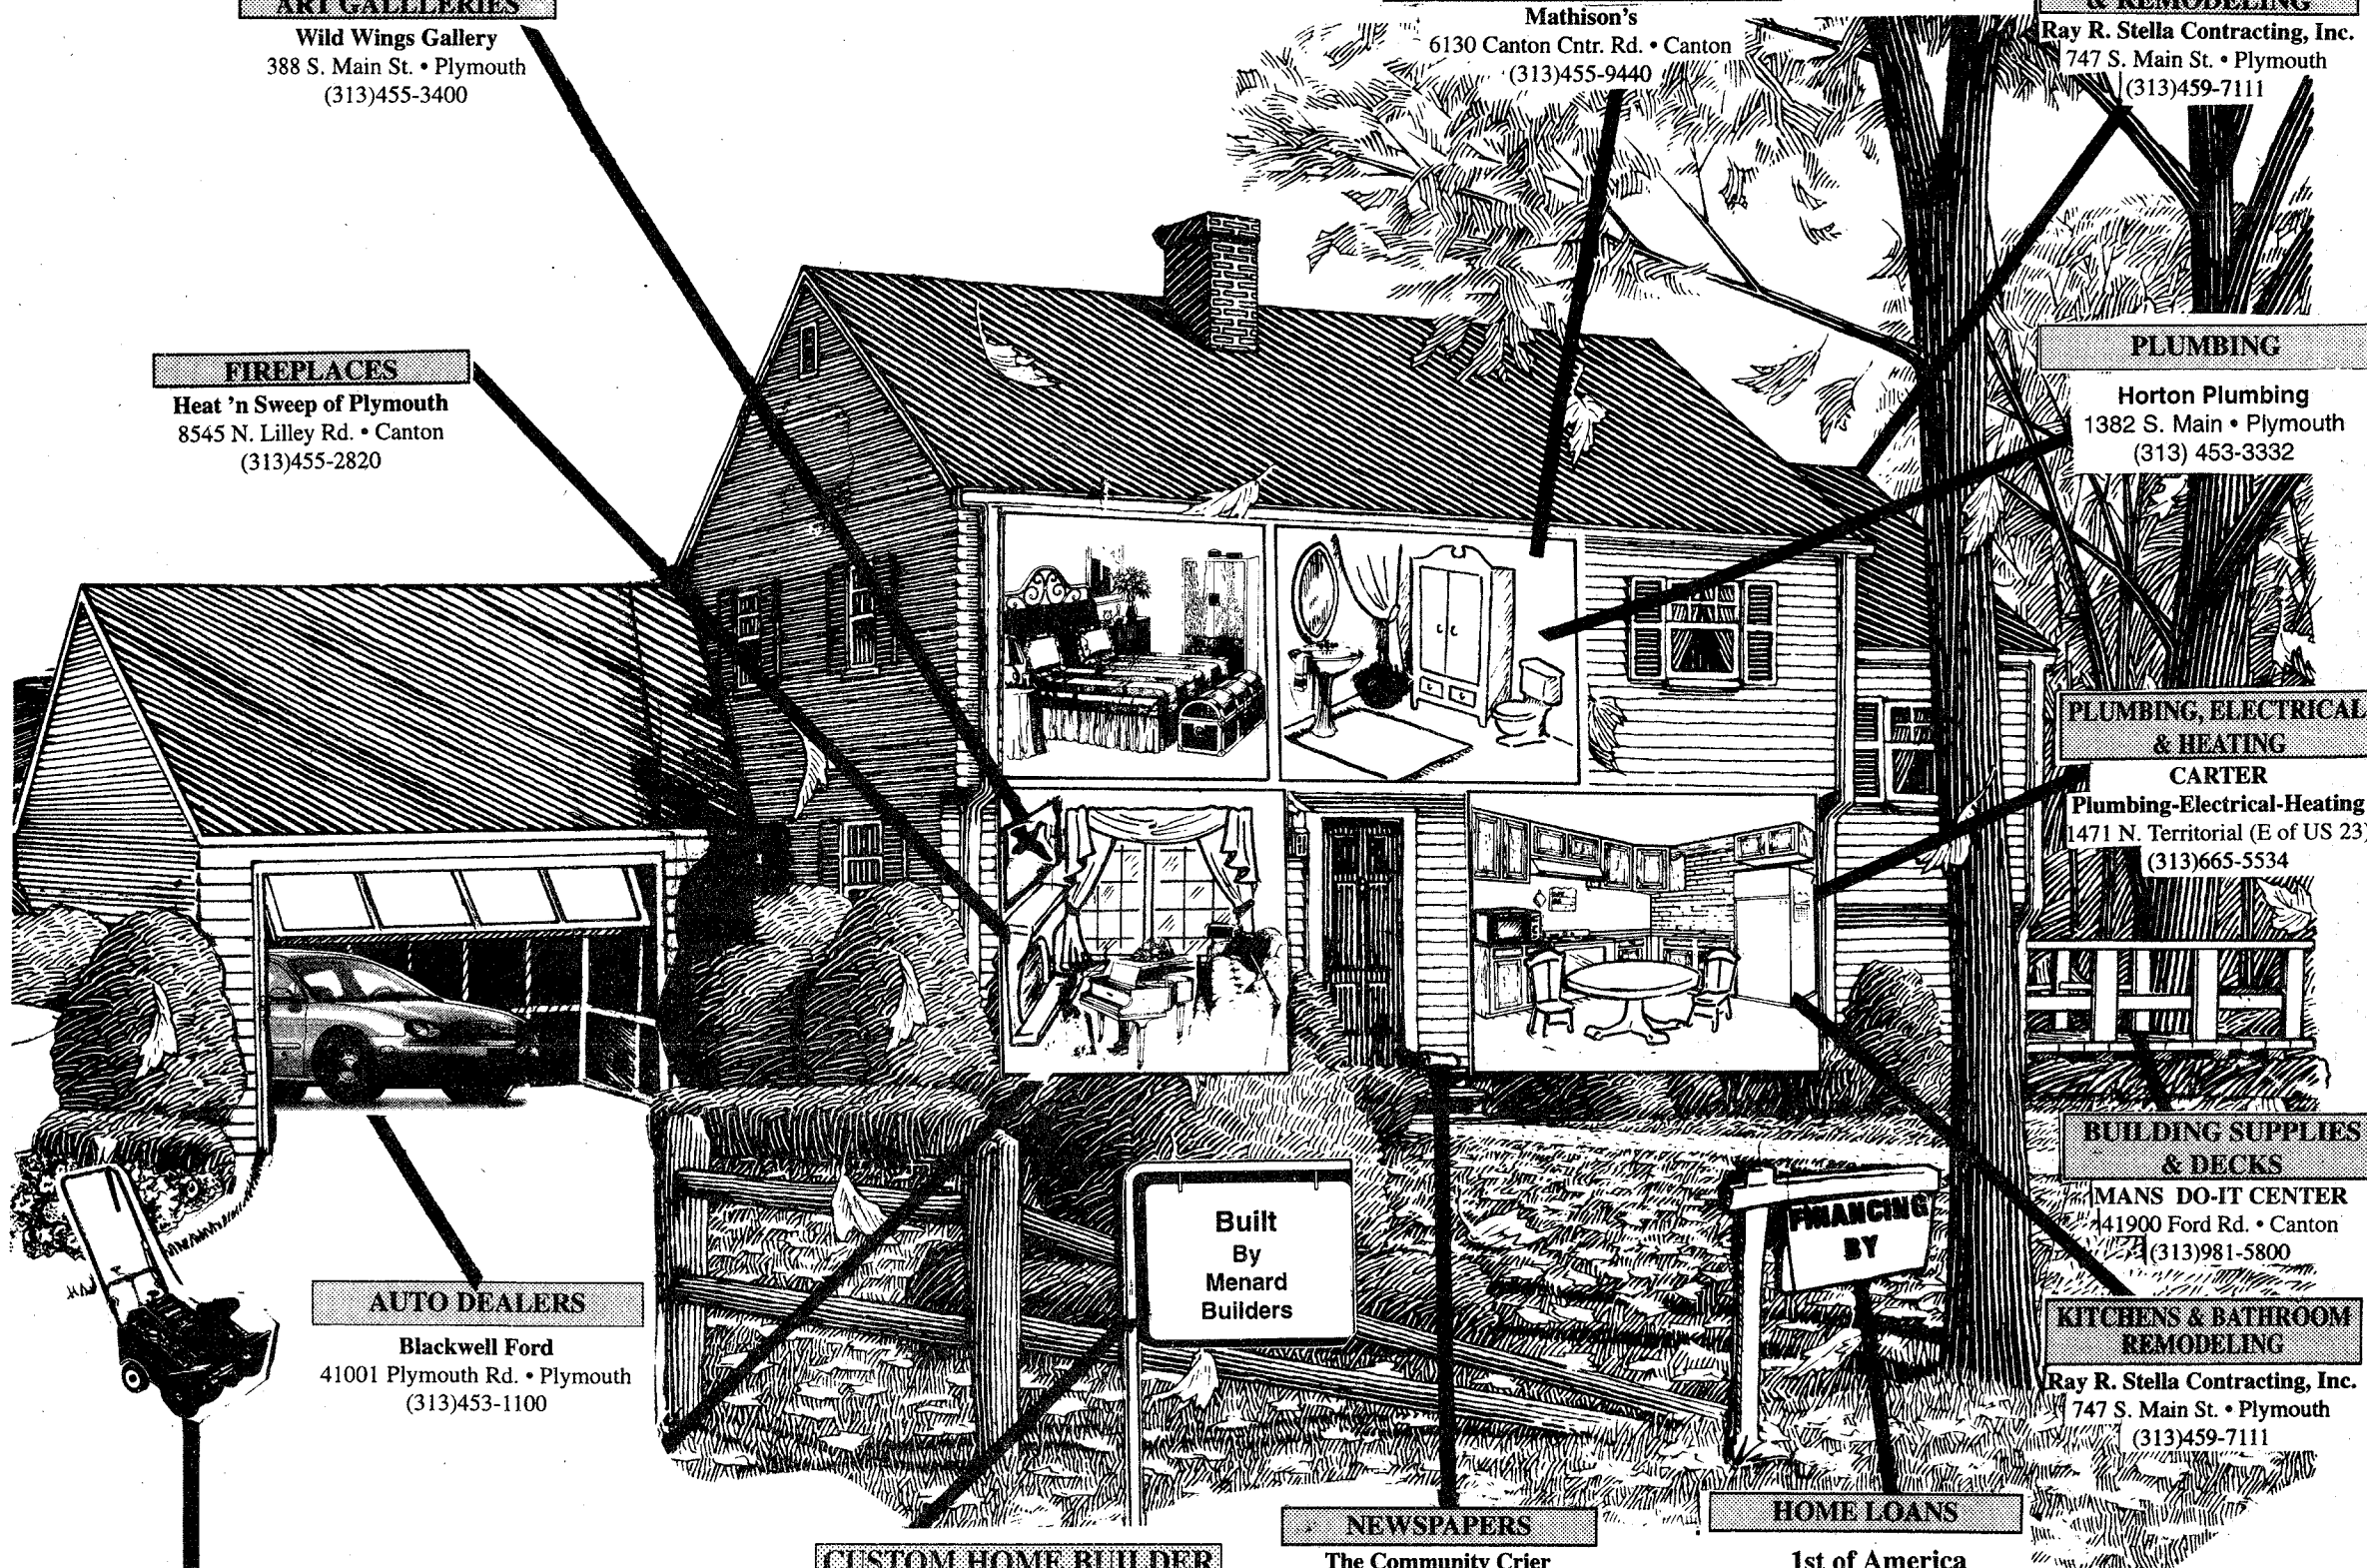 ART GALLLERIES
Wild Wings Gallery
388 S. Main St. • Plymouth
(313)455-3400
Mathison's
6130 Canton Cntr. Rd. • Canton
(313)455-9440
& REMODELING
Ray R. Stella Contracting, Inc.
747 S. Main St. • Plymouth
(313)459-7111
FIREPLACES
Heat 'n Sweep of Plymouth
8545 N. Lilley Rd. • Canton
(313)455-2820
PLUMBING
Horton Plumbing
1382 S. Main • Plymouth
(313) 453-3332
PLUMBING, ELECTRICAL
& HEATING
CARTER
Plumbing-Electrical-Heating
1471 N. Territorial (E of US 23)
(313)665-5534
BUILDING SUPPLIES
& DECKS
MANS DO-IT CENTER
41900 Ford Rd. • Canton
(313)981-5800
KITCHENS & BATHROOM
REMODELING
Ray R. Stella Contracting, Inc.
747 S. Main St. • Plymouth
(313)459-7111
AUTO DEALERS
Blackwell Ford
41001 Plymouth Rd. • Plymouth
(313)453-1100
Built
By
Menard
Builders
FINANCING
BY
CUSTOM HOME BUILDER
NEWSPAPERS
The Community Crier
HOME LOANS
1st of America